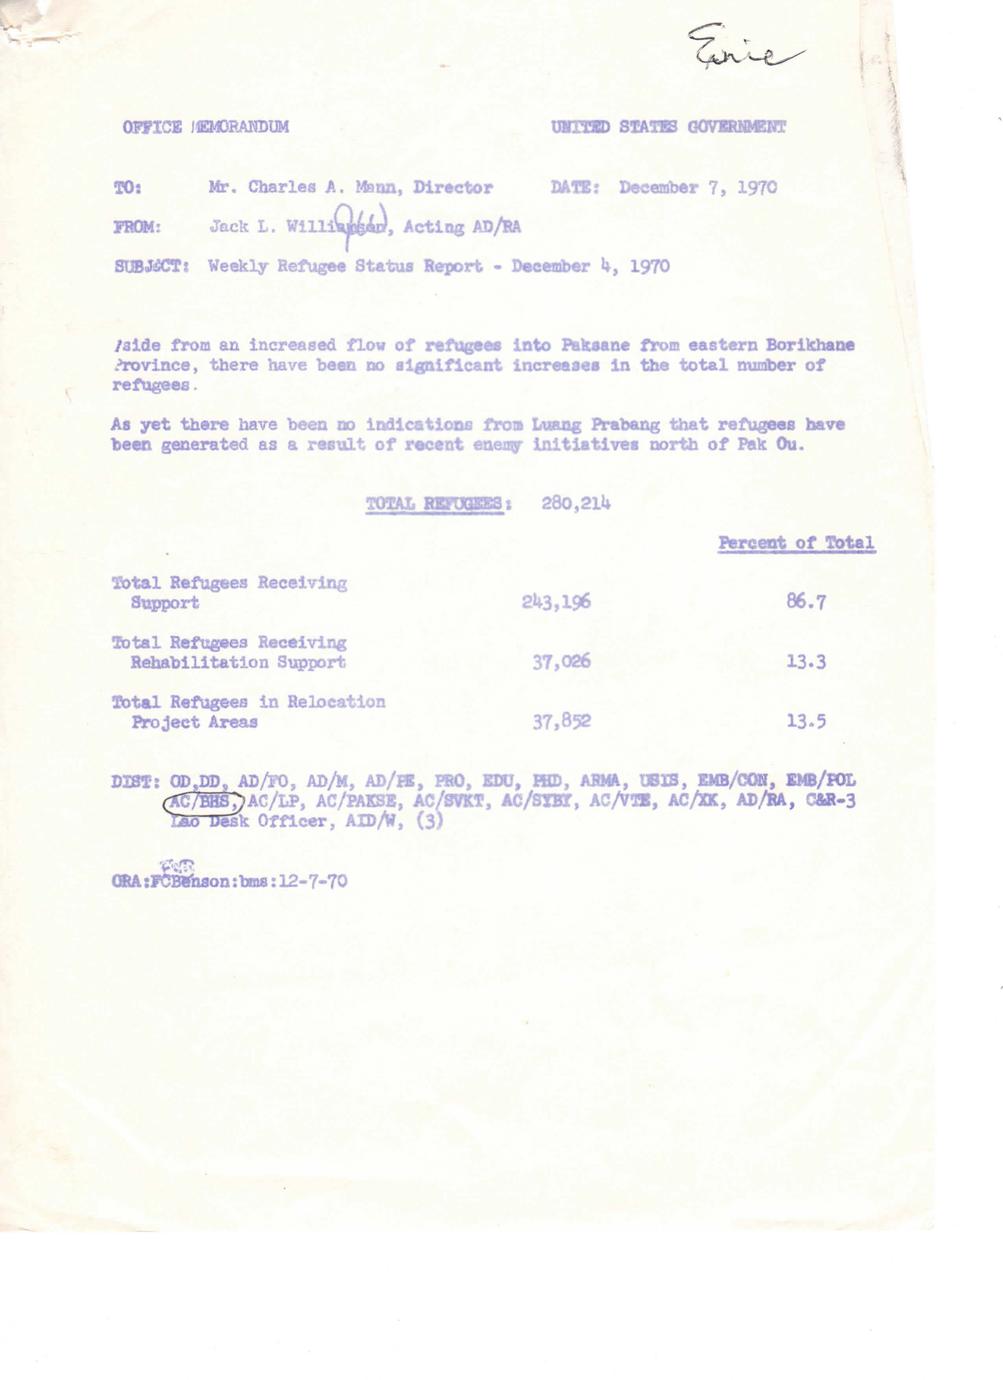 Ernie
OFFICE MEMORANDUM UNITED STATES GOVERNMENT
TO: Mr. Charles A. Mann, Director DATE: December 7, 1970
FROM: Jack L. Williamson, Acting AD/RA
SUBJECT: Weekly Refugee Status Report - December 4, 1970
Aside from an increased flow of refugees into Paksane from eastern Borikhane
Province, there have been no significant increases in the total number of
refugees.
As yet there have been no indications from Luang Prabang that refugees have
been generated as a result of recent enemy initiatives north of Pak Ou.
TOTAL REFUGEES: 280,214
Percent of Total
Total Refugees Receiving
Support 243,196 86.7
Total Refugees Receiving
Rehabilitation Support 37,026 13.3
Total Refugees in Relocation
Project Areas 37,852 13.5
DIST: OD,DD, AD/FO, AD/M, AD/PE, PRO, EDU, PHD, ARMA, USIS, EMB/CON, EMB/POL
AC/BHS, AC/LP, AC/PAKSE, AC/SVKT, AC/SYBY, AC/VTE, AC/XK, AD/RA, C&R-3
Lao Desk Officer, AID/W, (3)
ORA:FCBenson:bms:12-7-70